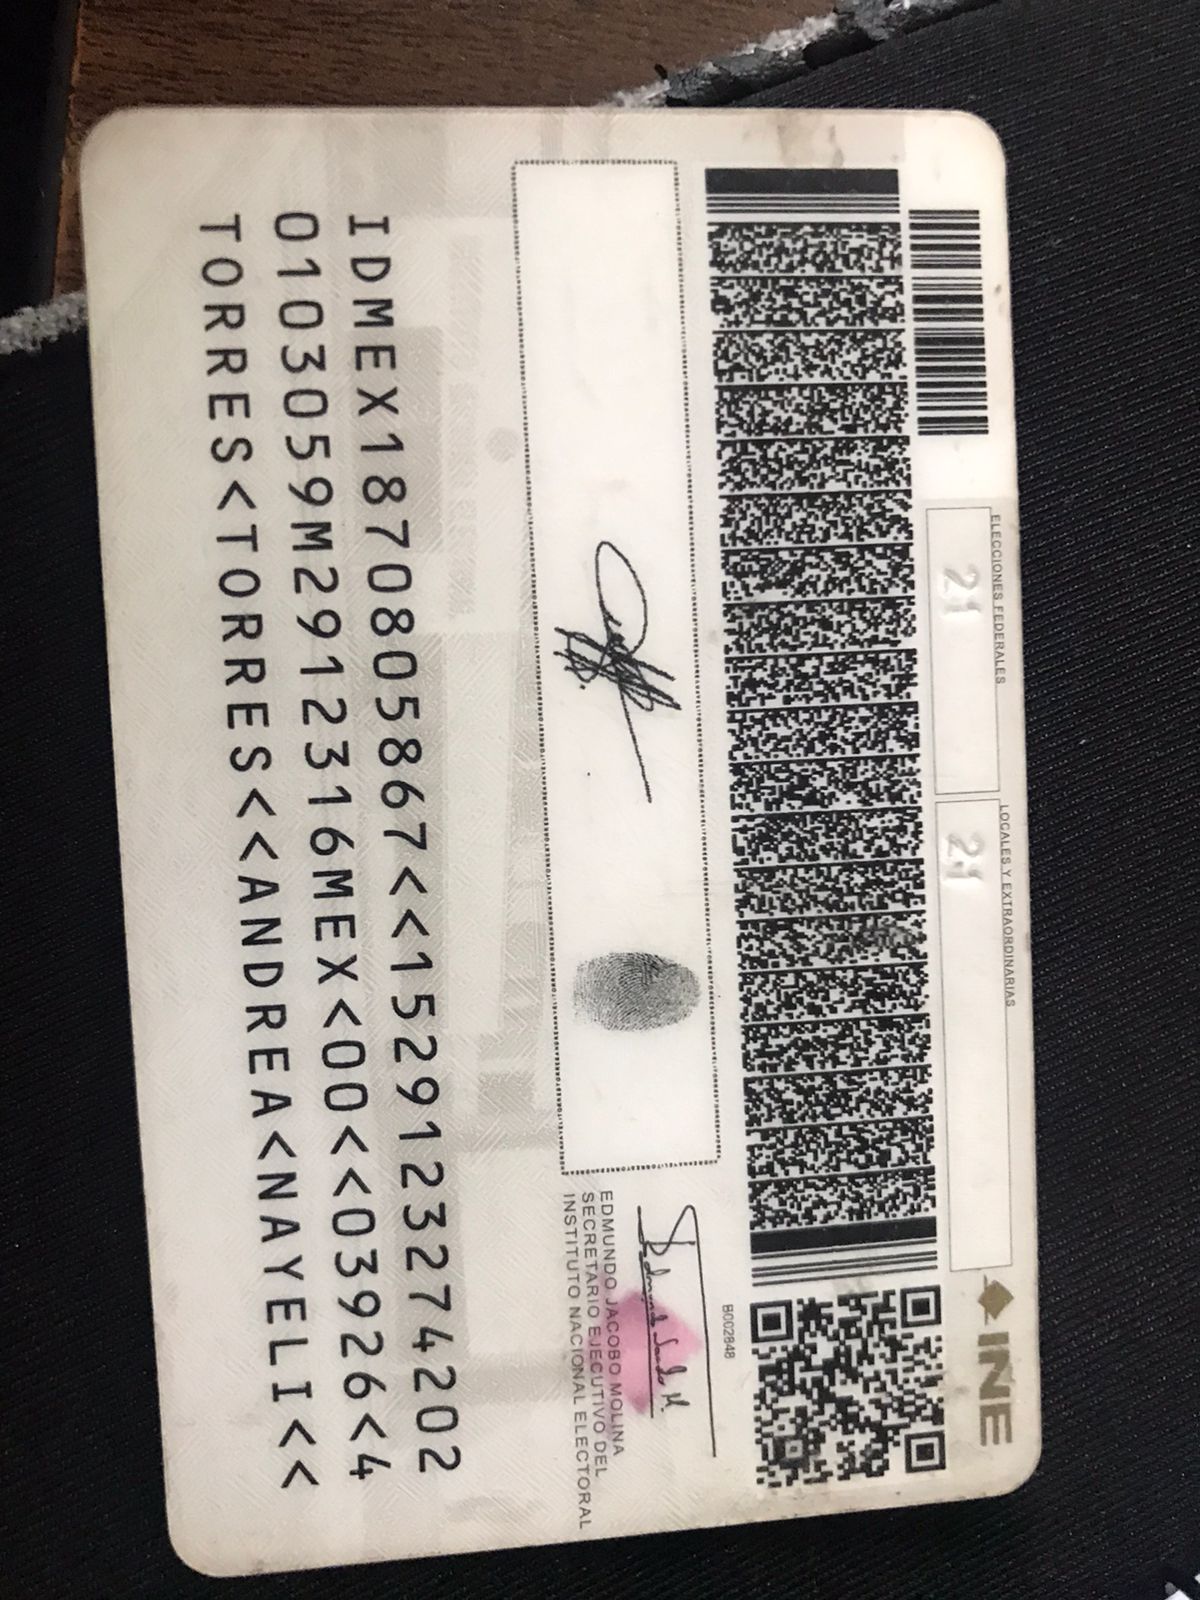 ELECCIONES FEDERALES
21
LOCALES Y EXTRAORDINARIAS
21
INE
B002848
EDMUNDO JACOBO MOLINA
SECRETARIO EJECUTIVO DEL
INSTITUTO NACIONAL ELECTORAL
IDMEX1870805867<<1529123274202
0103059M2912316MEX<00<<03926<4
TORRES<TORRES<<ANDREA<NAYELI<<